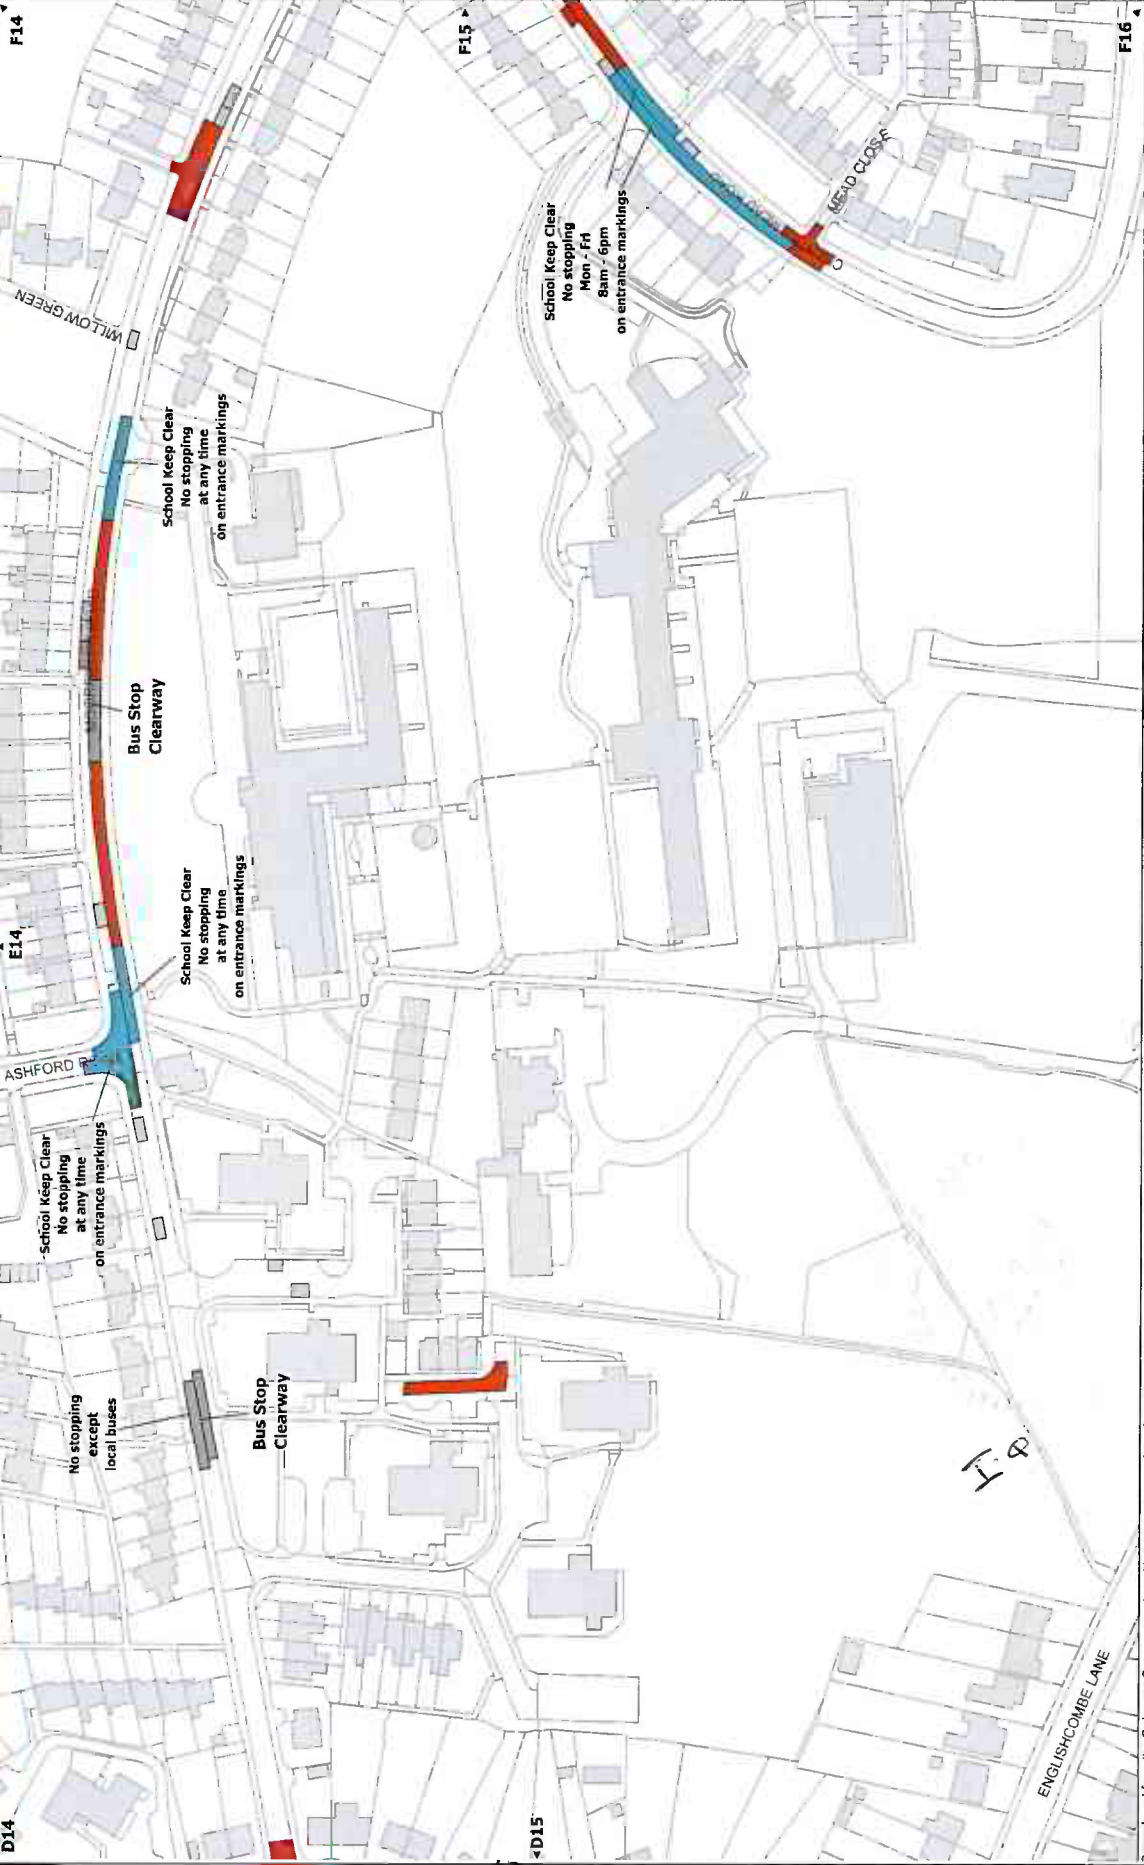 F14
F15
F16
WILLOW GREEN
MEAD CLOSE
School Keep Clear
No stopping
Mon - Fri
8am - 6pm
on entrance markings
School Keep Clear
No stopping
at any time
on entrance markings
Bus Stop
Clearway
E14
School Keep Clear
No stopping
at any time
on entrance markings
ASHFORD R
School Keep Clear
No stopping
at any time
on entrance markings
No stopping
except
local buses
Bus Stop
Clearway
D14
<D15
ENGLISHCOMBE LANE